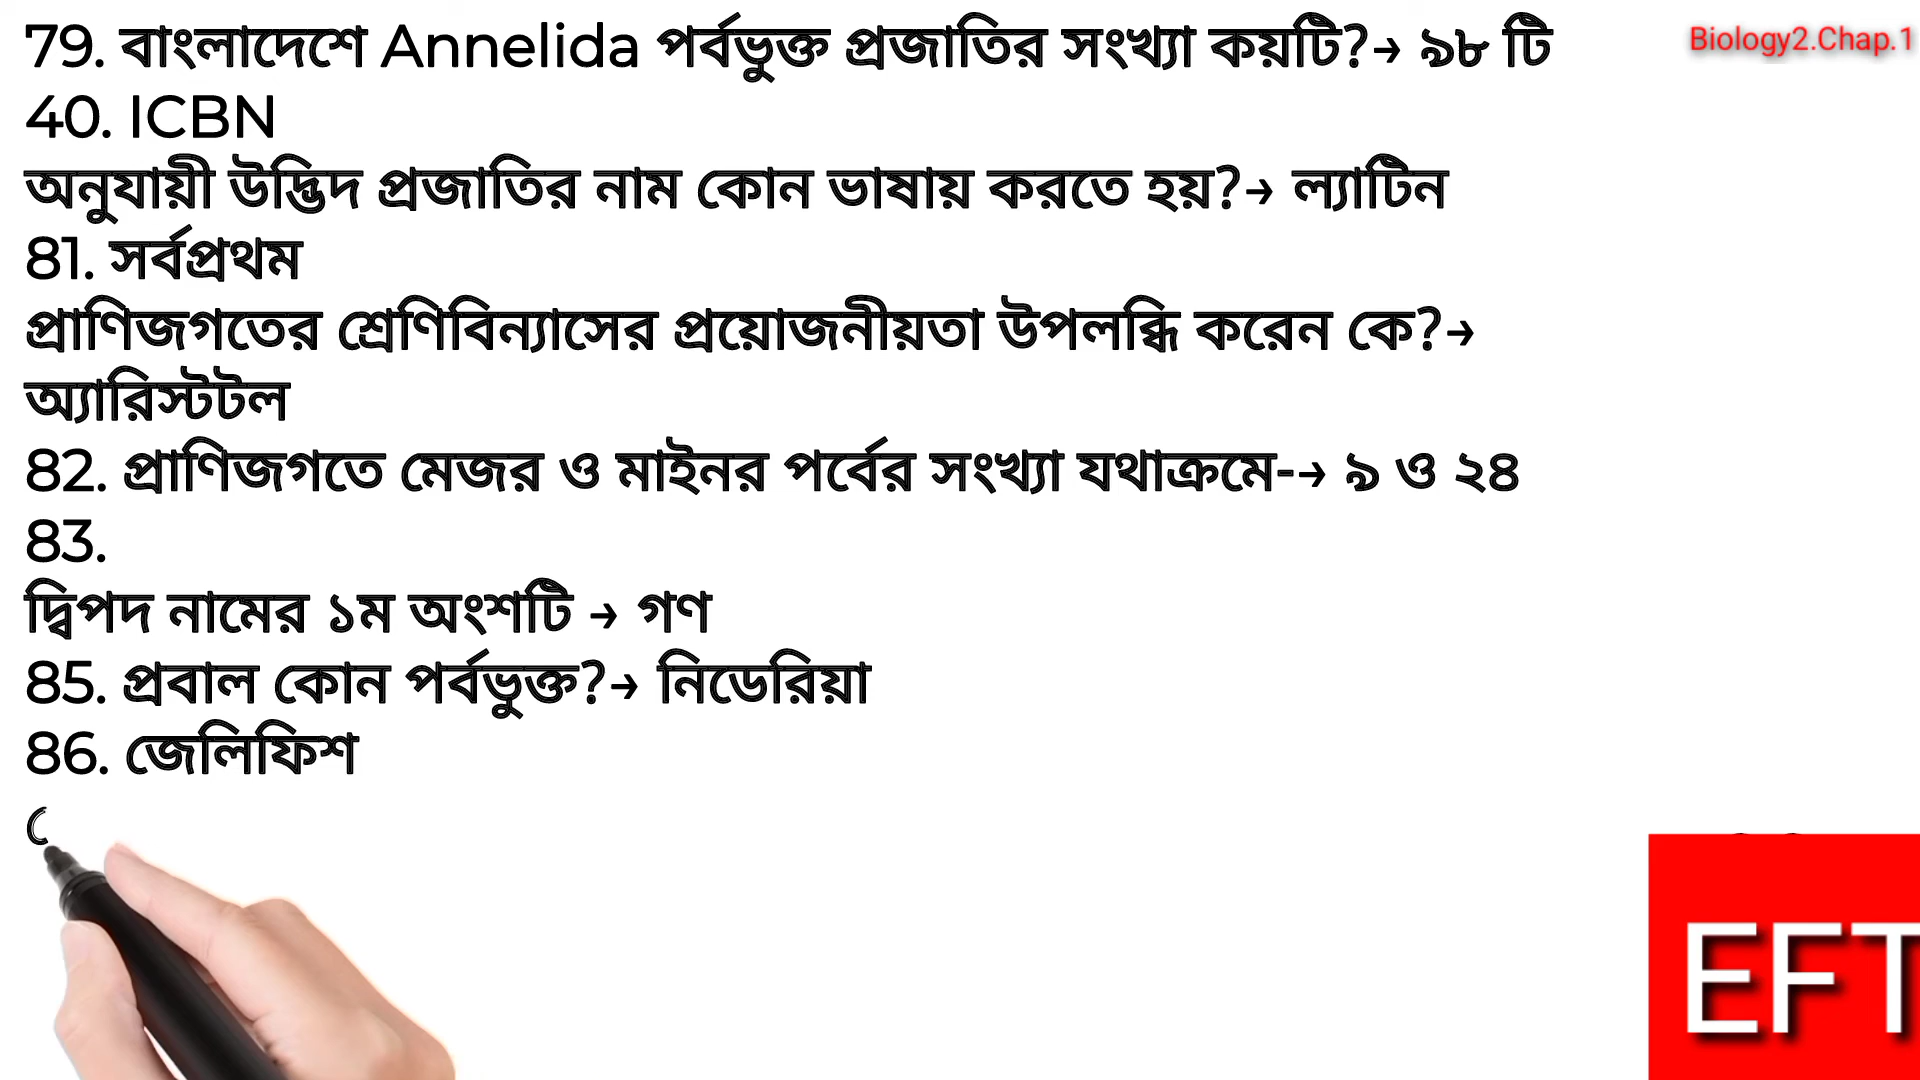 79. বাংলাদেশে Annelida পর্বভুক্ত প্রজাতির সংখ্যা কয়টি?→ ৯৮ টি
Biology2.Chap.1
40. ICBN
অনুযায়ী উদ্ভিদ প্রজাতির নাম কোন ভাষায় করতে হয়?→ ল্যাটিন
81. সর্বপ্রথম
প্রাণিজগতের শ্রেণিবিন্যাসের প্রয়োজনীয়তা উপলব্ধি করেন কে?→
অ্যারিস্টটল
82. প্রাণিজগতে মেজর ও মাইনর পর্বের সংখ্যা যথাক্রমে-→ ৯ ও ২৪
83.
দ্বিপদ নামের ১ম অংশটি → গণ
85. প্রবাল কোন পর্বভুক্ত?→ নিডেরিয়া
86. জেলিফিশ
EFT